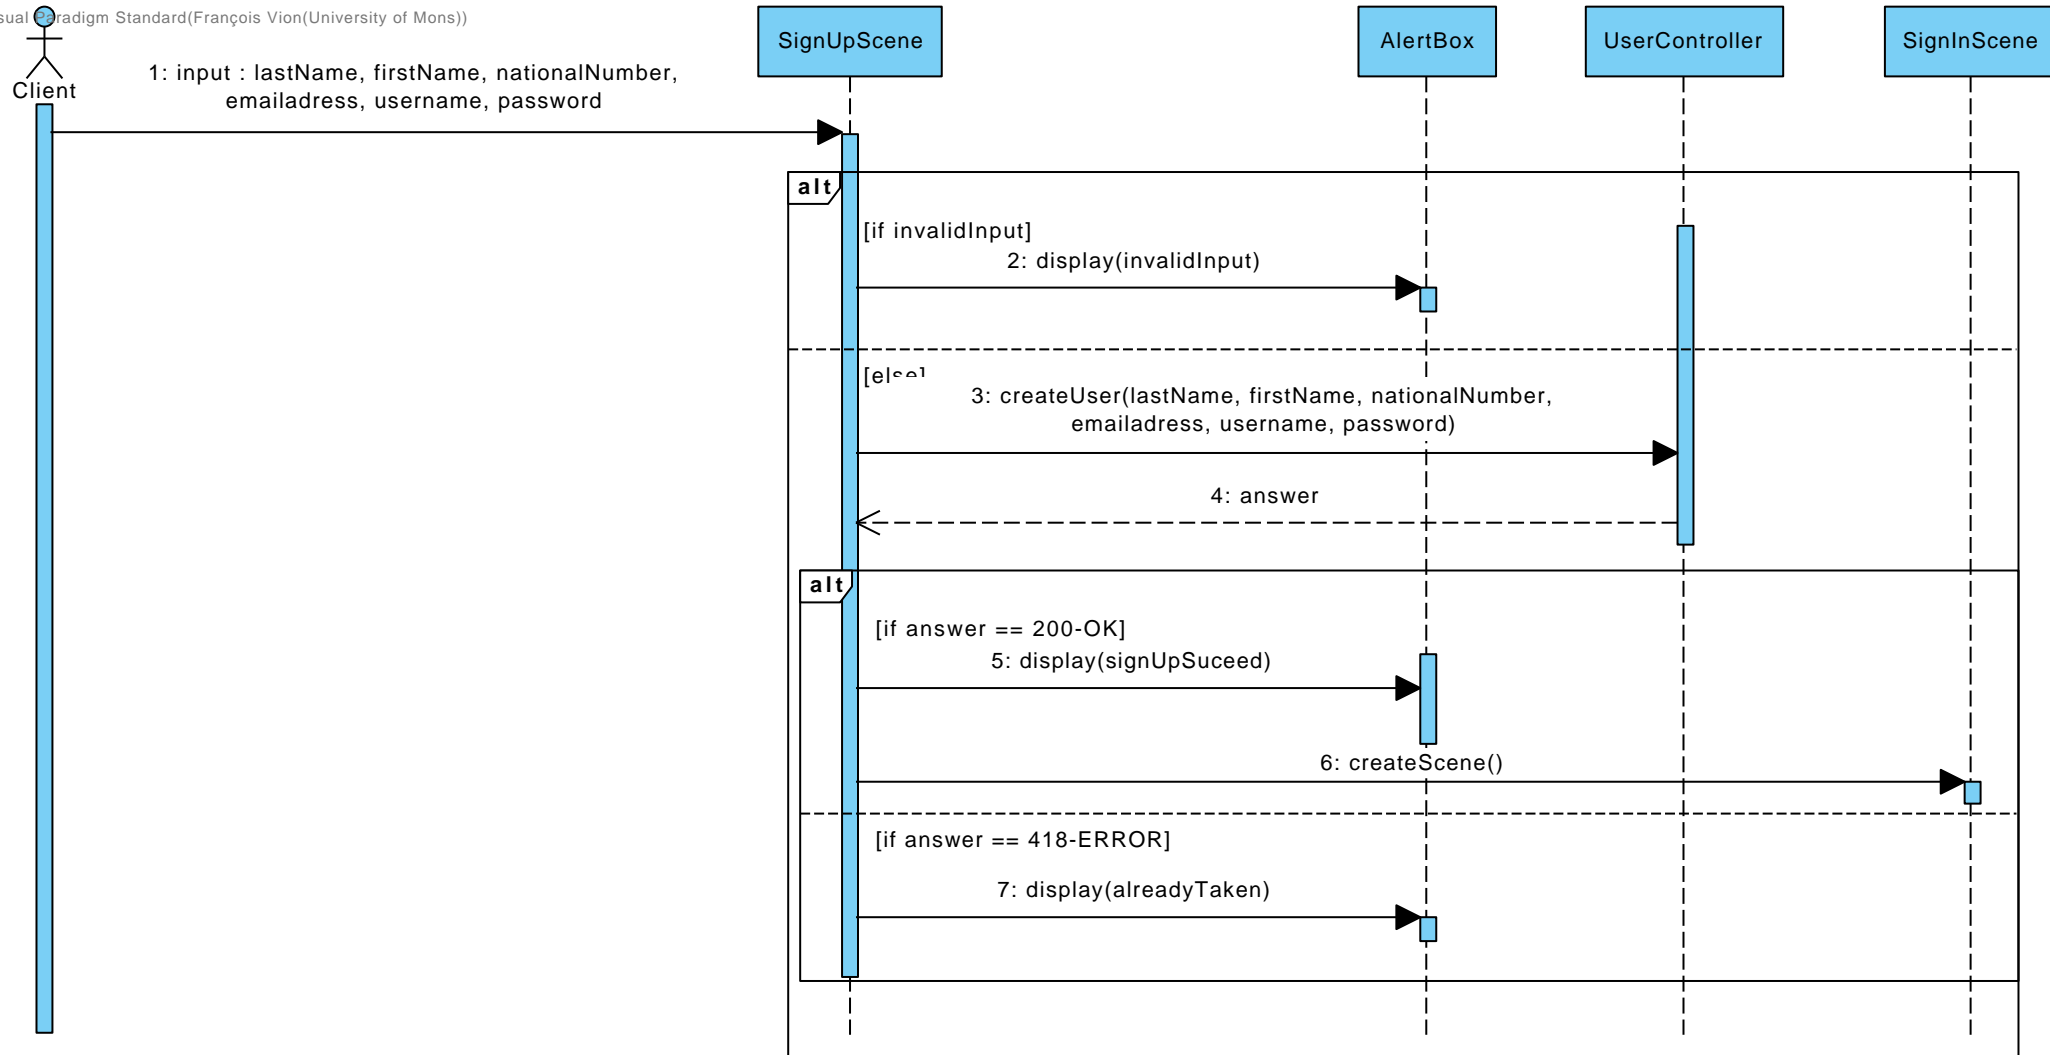 sual Paradigm Standard(François Vion(University of Mons))
Client
SignUpScene
AlertBox
UserController
SignInScene
1: input : lastName, firstName, nationalNumber,
emailadress, username, password
alt
[if invalidInput]
2: display(invalidInput)
[else]
3: createUser(lastName, firstName, nationalNumber,
emailadress, username, password)
4: answer
alt
[if answer == 200-OK]
5: display(signUpSuceed)
6: createScene()
[if answer == 418-ERROR]
7: display(alreadyTaken)